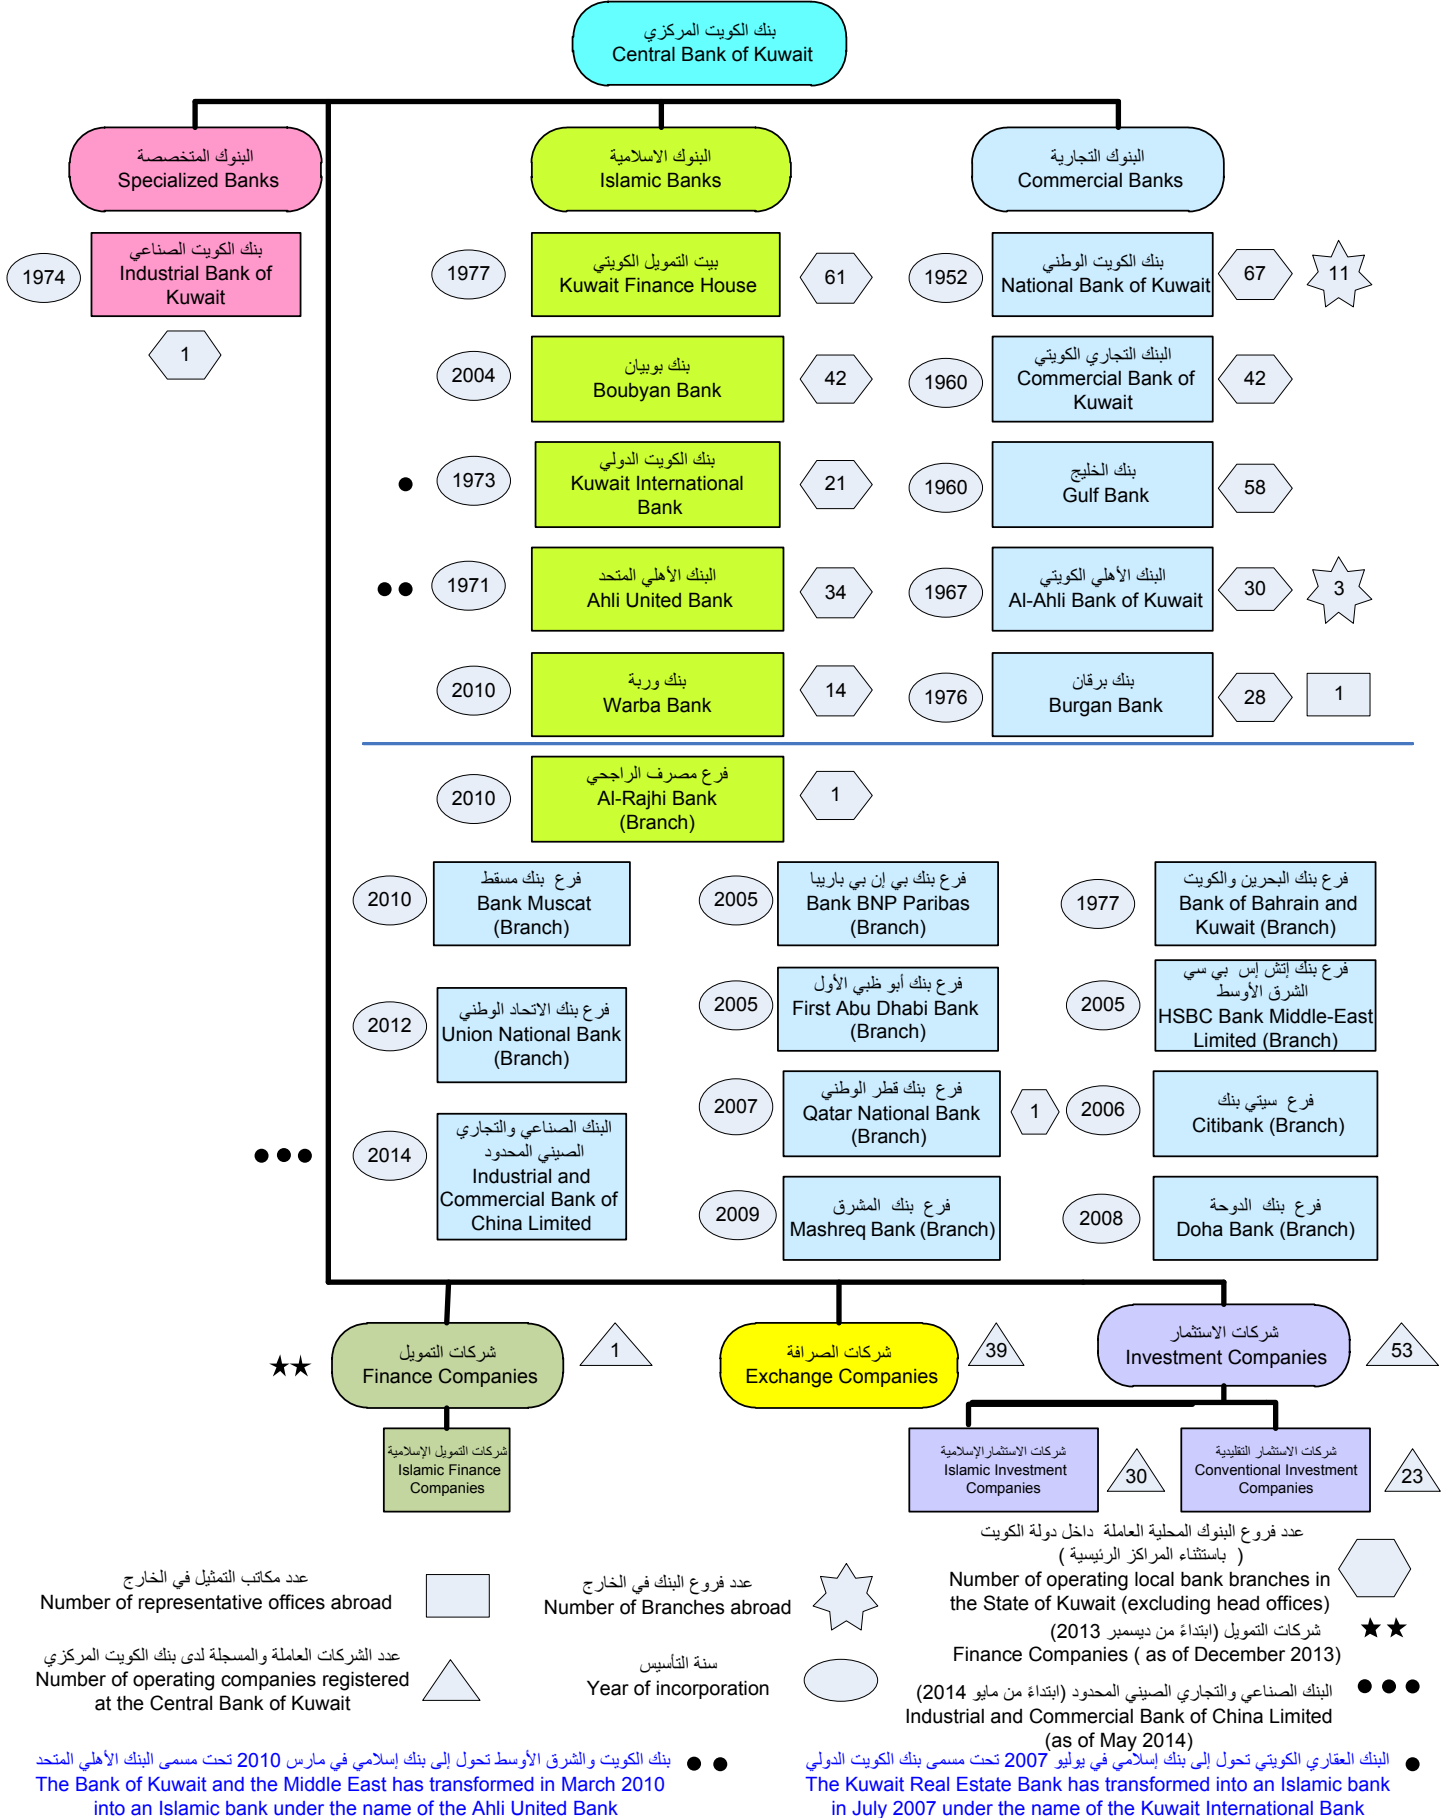 بنك الكويت المركزي
Central Bank of Kuwait
البنوك المتخصصة
Specialized Banks
البنوك الاسلامية
Islamic Banks
البنوك التجارية
Commercial Banks
1974
بنك الكويت الصناعي
Industrial Bank of
Kuwait
1
1977
بيت التمويل الكويتي
Kuwait Finance House
61
1952
بنك الكويت الوطني
National Bank of Kuwait
67
11
2004
بنك بوبيان
Boubyan Bank
42
1960
البنك التجاري الكويتي
Commercial Bank of
Kuwait
42
●
1973
بنك الكويت الدولي
Kuwait International
Bank
21
1960
بنك الخليج
Gulf Bank
58
●●
1971
البنك الأهلي المتحد
Ahli United Bank
34
1967
البنك الأهلي الكويتي
Al-Ahli Bank of Kuwait
30
3
2010
بنك وربة
Warba Bank
14
1976
بنك برقان
Burgan Bank
28
1
2010
فرع مصرف الراجحي
Al-Rajhi Bank
(Branch)
1
2010
فرع بنك مسقط
Bank Muscat
(Branch)
2005
فرع بنك بي إن بي باريبا
Bank BNP Paribas
(Branch)
1977
فرع بنك البحرين والكويت
Bank of Bahrain and
Kuwait (Branch)
2012
فرع بنك الاتحاد الوطني
Union National Bank
(Branch)
2005
فرع بنك أبو ظبي الأول
First Abu Dhabi Bank
(Branch)
2005
فرع بنك إتش إس بي سي
الشرق الأوسط
HSBC Bank Middle-East
Limited (Branch)
2007
فرع بنك قطر الوطني
Qatar National Bank
(Branch)
1
2006
فرع سيتي بنك
Citibank (Branch)
●●●
2014
البنك الصناعي والتجاري
الصيني المحدود
Industrial and
Commercial Bank of
China Limited
2009
فرع بنك المشرق
Mashreq Bank (Branch)
2008
فرع بنك الدوحة
Doha Bank (Branch)
★★
شركات التمويل
Finance Companies
1
شركات الصرافة
Exchange Companies
39
شركات الاستثمار
Investment Companies
53
شركات التمويل الإسلامية
Islamic Finance
Companies
شركات الاستثمار الإسلامية
Islamic Investment
Companies
30
شركات الاستثمار التقليدية
Conventional Investment
Companies
23
عدد فروع البنوك المحلية العاملة داخل دولة الكويت
( باستثناء المراكز الرئيسية )
Number of operating local bank branches in
the State of Kuwait (excluding head offices)
عدد فروع البنك في الخارج
Number of Branches abroad
عدد مكاتب التمثيل في الخارج
Number of representative offices abroad
★★ شركات التمويل (ابتداءً من ديسمبر 2013)
Finance Companies ( as of December 2013)
سنة التأسيس
Year of incorporation
عدد الشركات العاملة والمسجلة لدى بنك الكويت المركزي
Number of operating companies registered
at the Central Bank of Kuwait
●●● البنك الصناعي والتجاري الصيني المحدود (ابتداءً من مايو 2014)
Industrial and Commercial Bank of China Limited
(as of May 2014)
● البنك العقاري الكويتي تحول إلى بنك إسلامي في يوليو 2007 تحت مسمى بنك الكويت الدولي
The Kuwait Real Estate Bank has transformed into an Islamic bank
in July 2007 under the name of the Kuwait International Bank
●● بنك الكويت والشرق الأوسط تحول إلى بنك إسلامي في مارس 2010 تحت مسمى البنك الأهلي المتحد
The Bank of Kuwait and the Middle East has transformed in March 2010
into an Islamic bank under the name of the Ahli United Bank